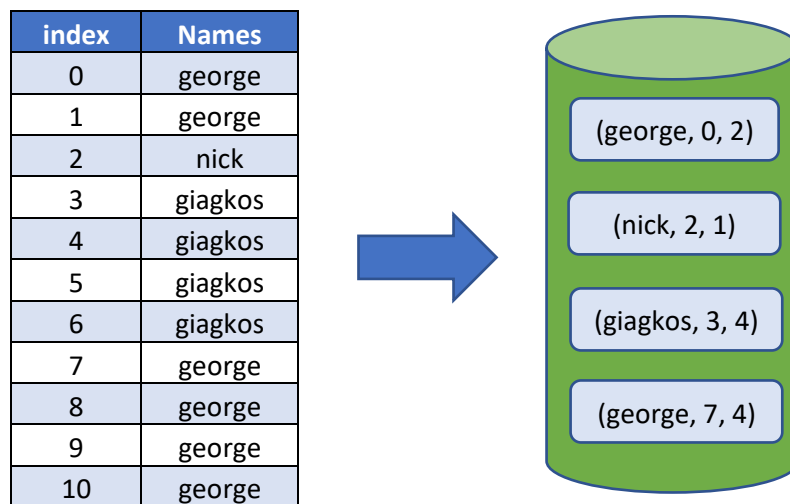 index Names
0 george
1 george
2 nick
3 giagkos
4 giagkos
5 giagkos
6 giagkos
7 george
8 george
9 george
10 george
(george, 0, 2)
(nick, 2, 1)
(giagkos, 3, 4)
(george, 7, 4)